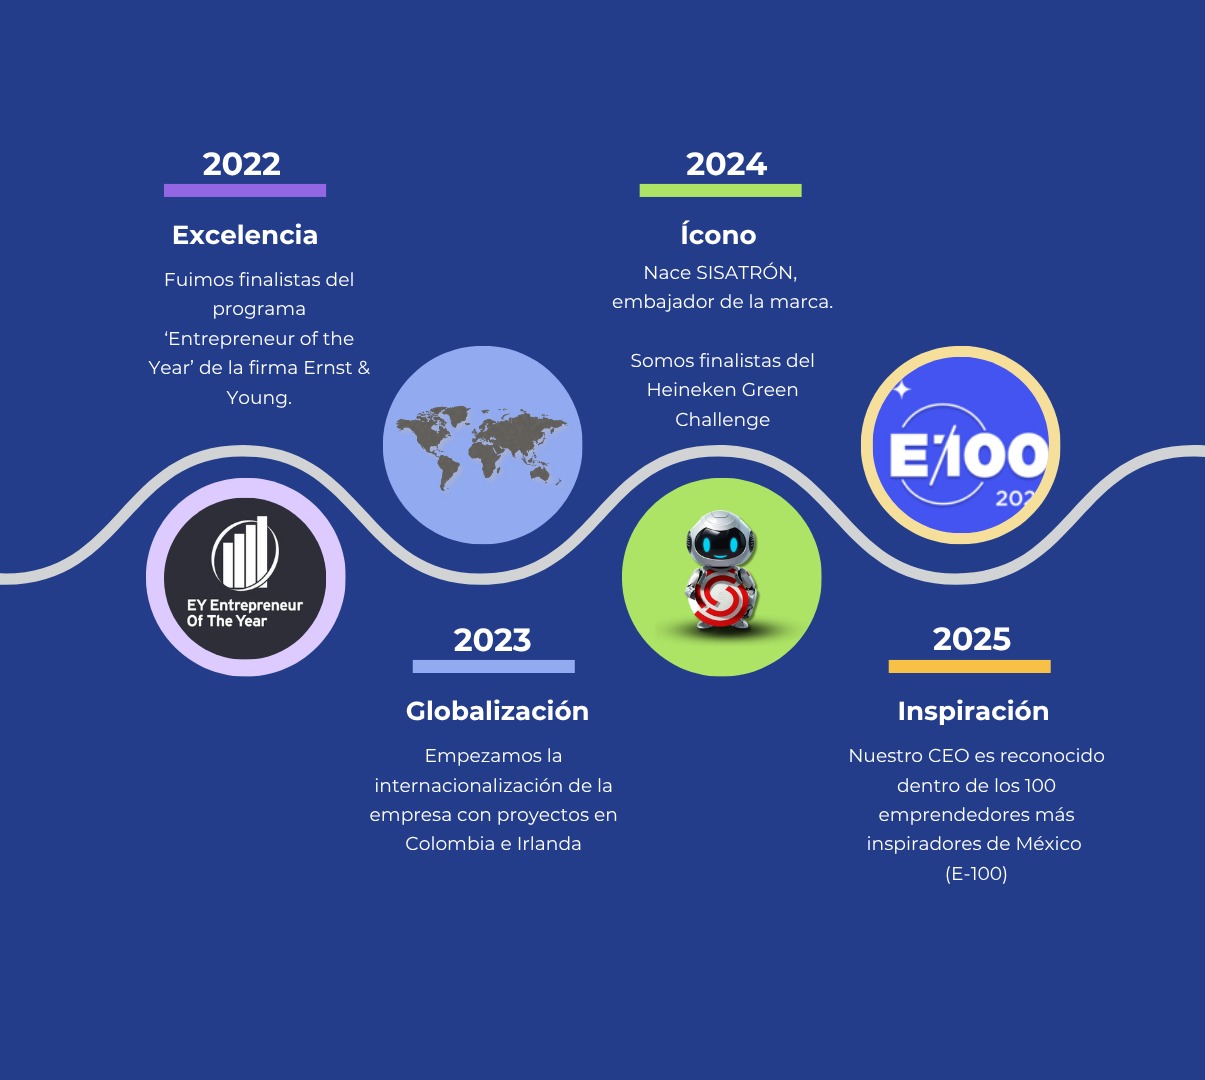 2022
Excelencia
Fuimos finalistas del
programa
‘Entrepreneur of the
Year’ de la firma Ernst &
Young.
EY Entrepreneur
Of The Year
2023
Globalización
Empezamos la
internacionalización de la
empresa con proyectos en
Colombia e Irlanda
2024
Ícono
Nace SISATRÓN,
embajador de la marca.
Somos finalistas del
Heineken Green
Challenge
E/100
2025
Inspiración
Nuestro CEO es reconocido
dentro de los 100
emprendedores más
inspiradores de México
(E-100)